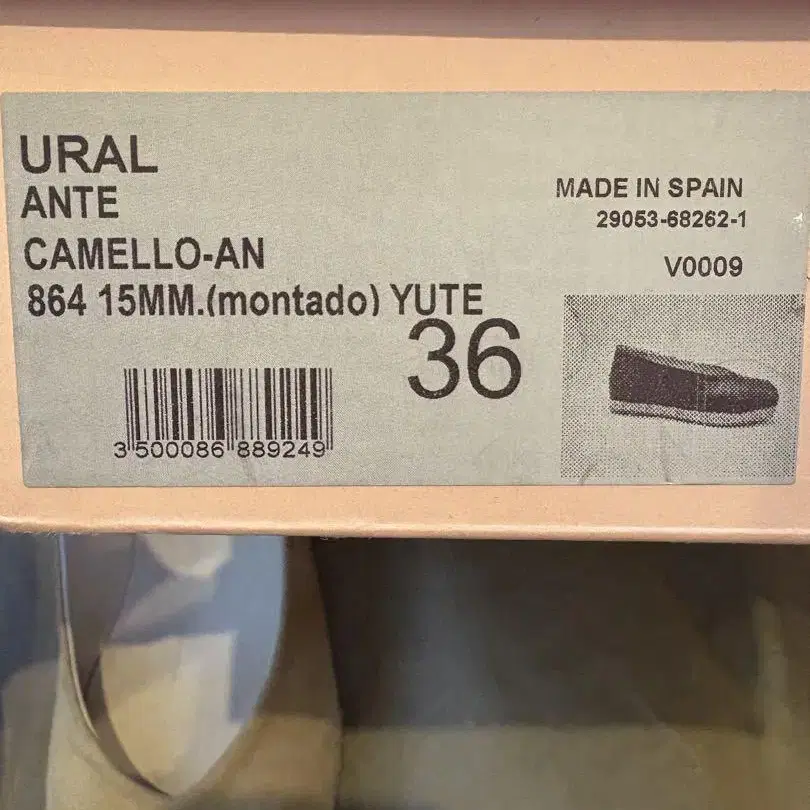 URAL
ANTE
CAMELLO-AN
864 15MM.(montado) YUTE
36
MADE IN SPAIN
29053-68262-1
V0009
3 500086 889249